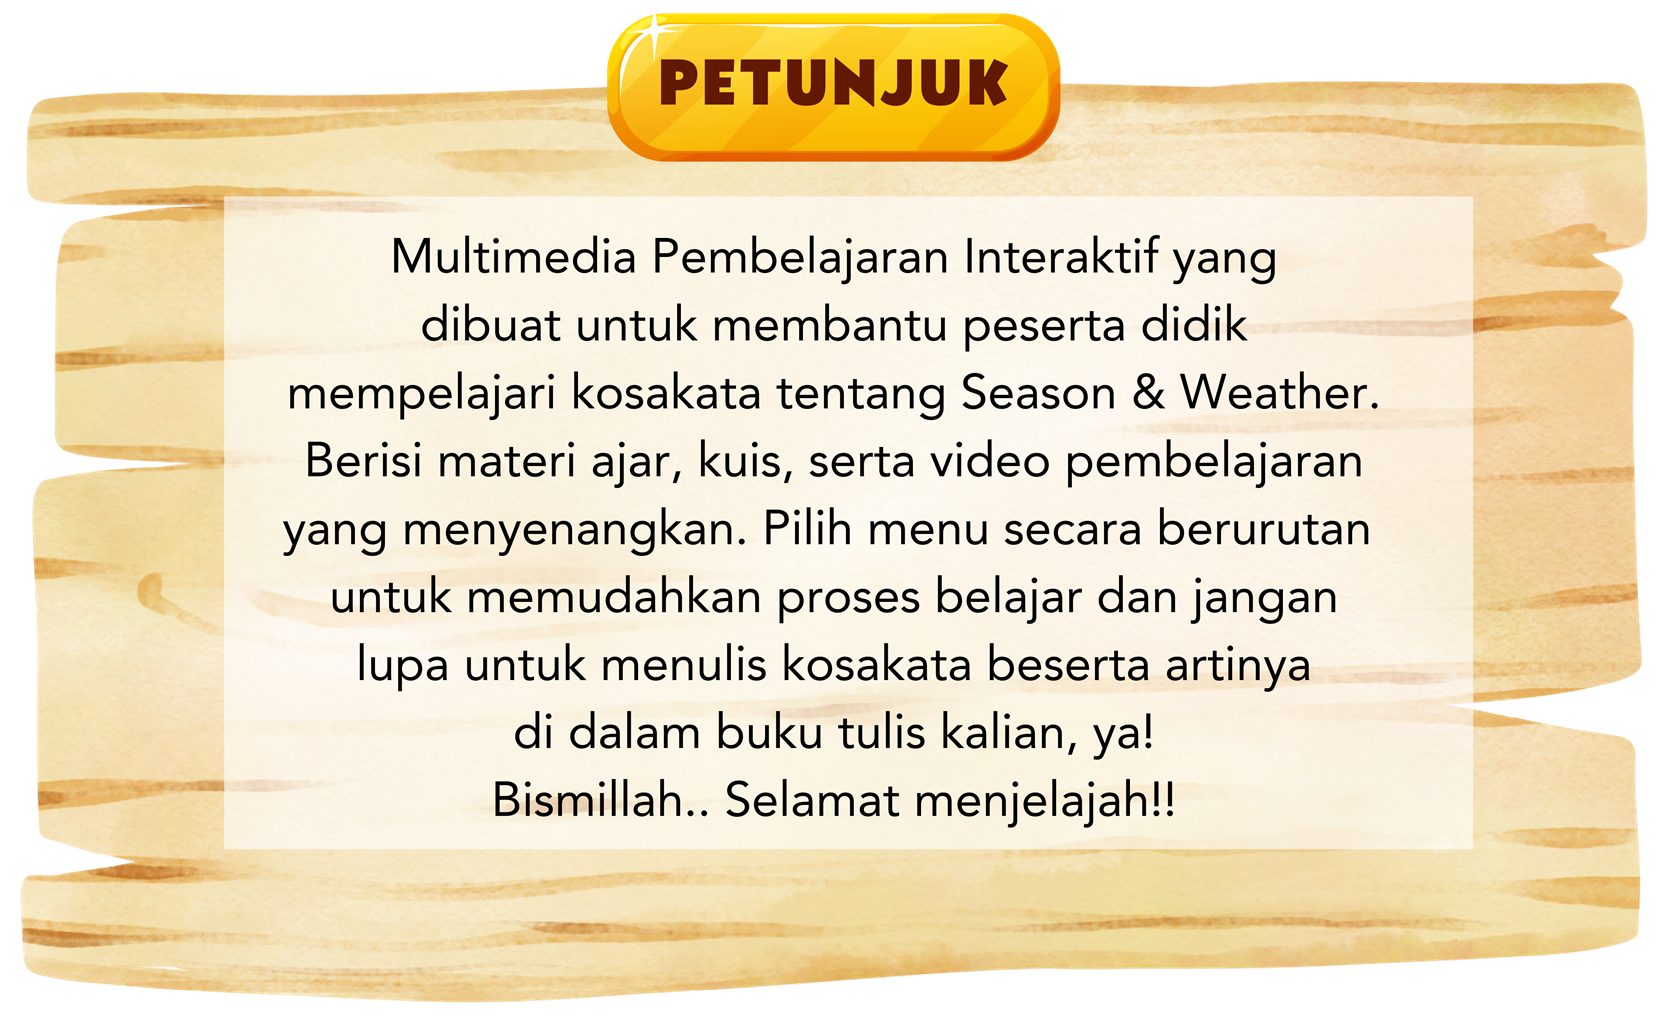 PETUNJUK
Multimedia Pembelajaran Interaktif yang
dibuat untuk membantu peserta didik
mempelajari kosakata tentang Season & Weather.
Berisi materi ajar, kuis, serta video pembelajaran
yang menyenangkan. Pilih menu secara berurutan
untuk memudahkan proses belajar dan jangan
lupa untuk menulis kosakata beserta artinya
di dalam buku tulis kalian, ya!
Bismillah.. Selamat menjelajah!!